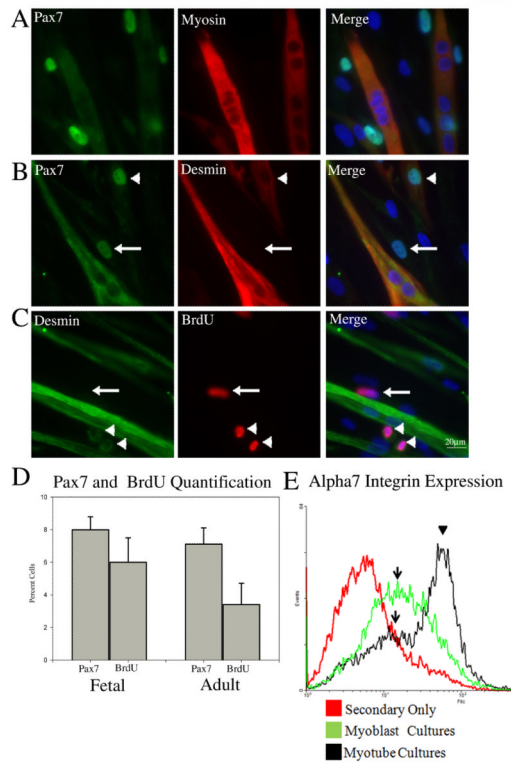 A
Pax7
Myosin
Merge
B
Pax7
Desmin
Merge
C
Desmin
BrdU
Merge
20µm
D
Pax7 and BrdU Quantification
10
8
6
4
2
0
Percent Cells
Pax7
BrdU
Pax7
BrdU
Fetal
Adult
E
Alpha7 Integrin Expression
Events
Secondary Only
Myoblast Cultures
Myotube Cultures